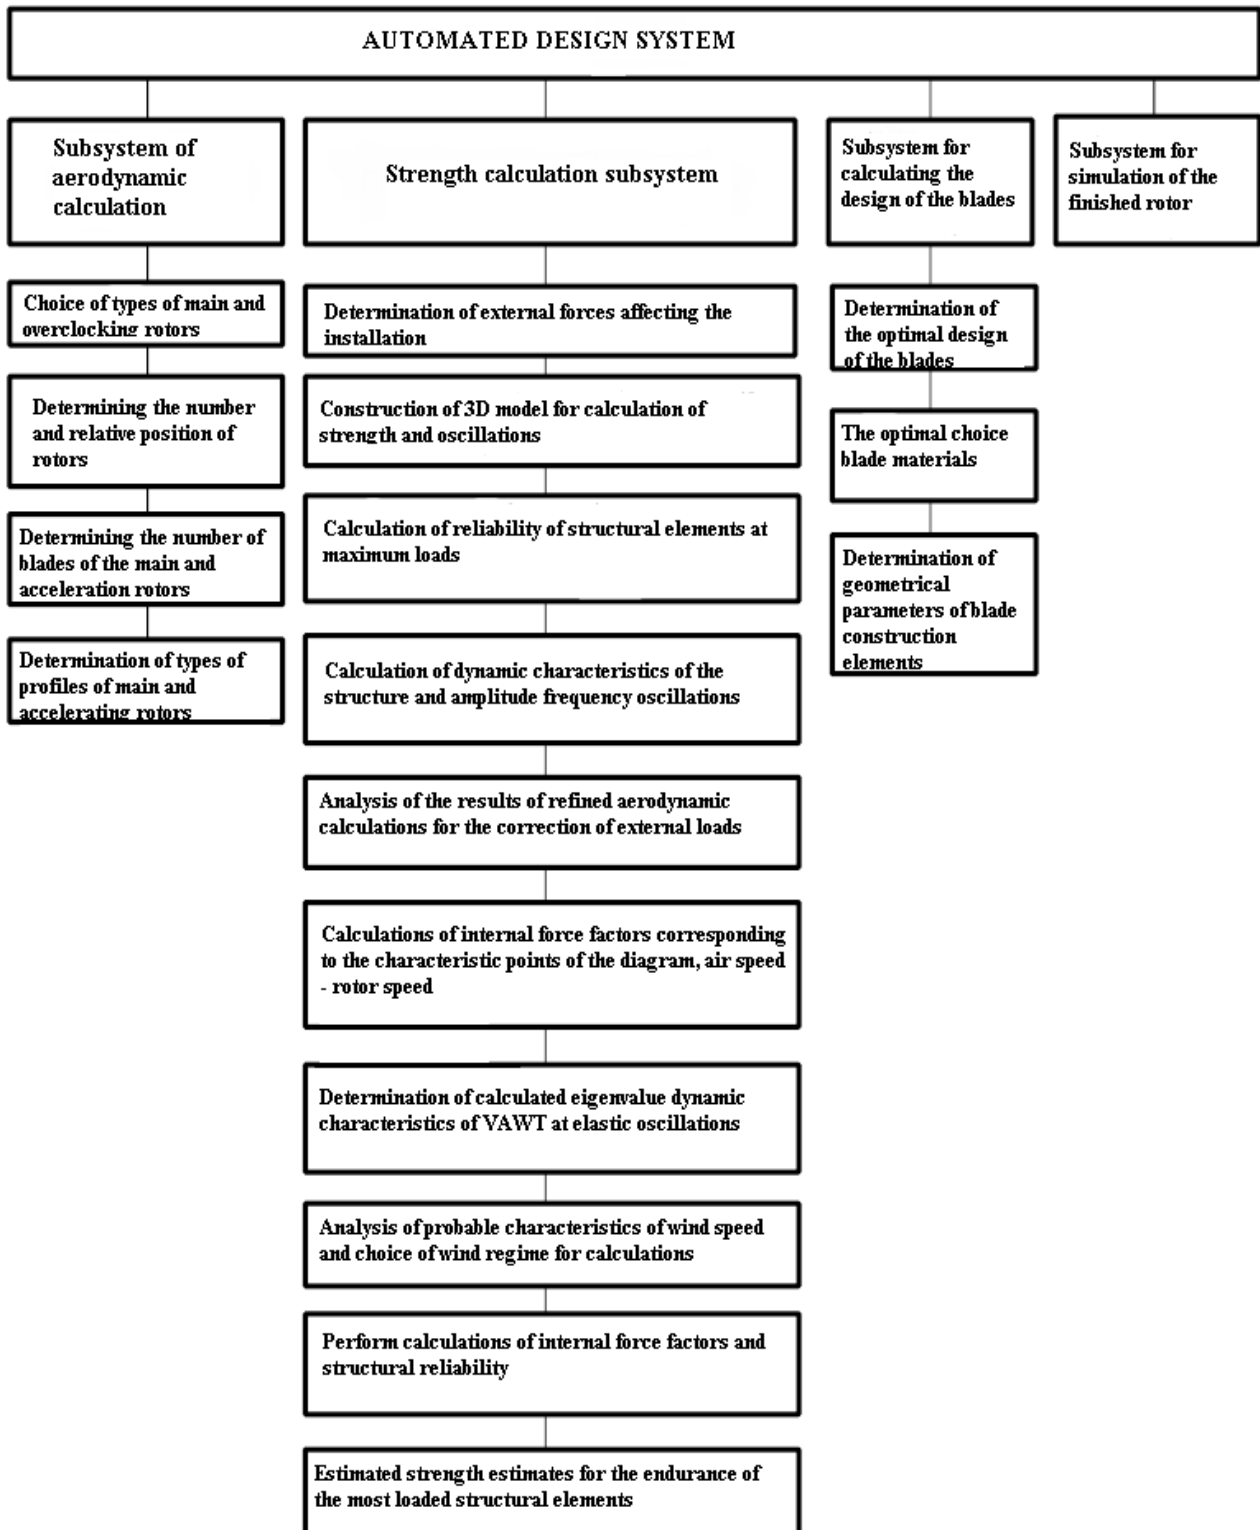 AUTOMATED DESIGN SYSTEM
Subsystem of
aerodynamic
calculation
Choice of types of main and
overclocking rotors
Determining the number
and relative position of
rotors
Determining the number of
blades of the main and
acceleration rotors
Determination of types of
profiles of main and
accelerating rotors
Strength calculation subsystem
Determination of external forces affecting the
installation
Construction of 3D model for calculation of
strength and oscillations
Calculation of reliability of structural elements at
maximum loads
Calculation of dynamic characteristics of the
structure and amplitude frequency oscillations
Analysis of the results of refined aerodynamic
calculations for the correction of external loads
Calculations of internal force factors corresponding
to the characteristic points of the diagram, air speed
- rotor speed
Determination of calculated eigenvalue dynamic
characteristics of VAWT at elastic oscillations
Analysis of probable characteristics of wind speed
and choice of wind regime for calculations
Perform calculations of internal force factors and
structural reliability
Estimated strength estimates for the endurance of
the most loaded structural elements
Subsystem for
calculating the
design of the blades
Determination of
the optimal design
of the blades
The optimal choice
blade materials
Determination of
geometrical
parameters of blade
construction
elements
Subsystem for
simulation of the
finished rotor